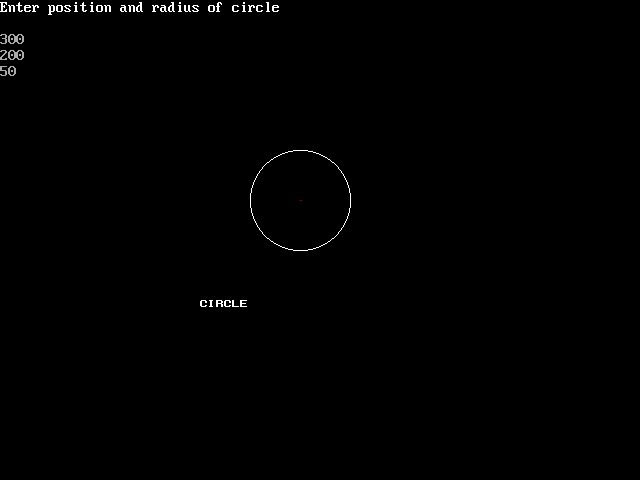 Enter position and radius of circle
300
200
50
CIRCLE